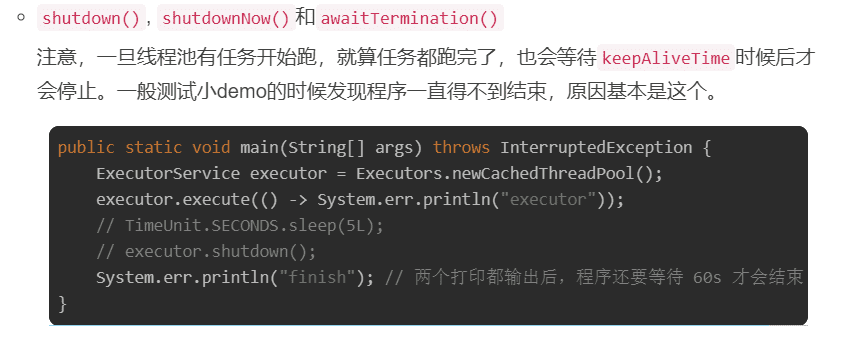 shutdown(), shutdownNow() 和 awaitTermination()
注意，一旦线程池有任务开始跑，就算任务都跑完了，也会等待 keepAliveTime 时候后才
会停止。一般测试小demo的时候发现程序一直得不到结束，原因基本是这个。
public static void main(String[] args) throws InterruptedException {
    ExecutorService executor = Executors.newCachedThreadPool();
    executor.execute(() -> System.err.println("executor"));
    // TimeUnit.SECONDS.sleep(5L);
    // executor.shutdown();
    System.err.println("finish"); // 两个打印都输出后，程序还要等待 60s 才会结束
}